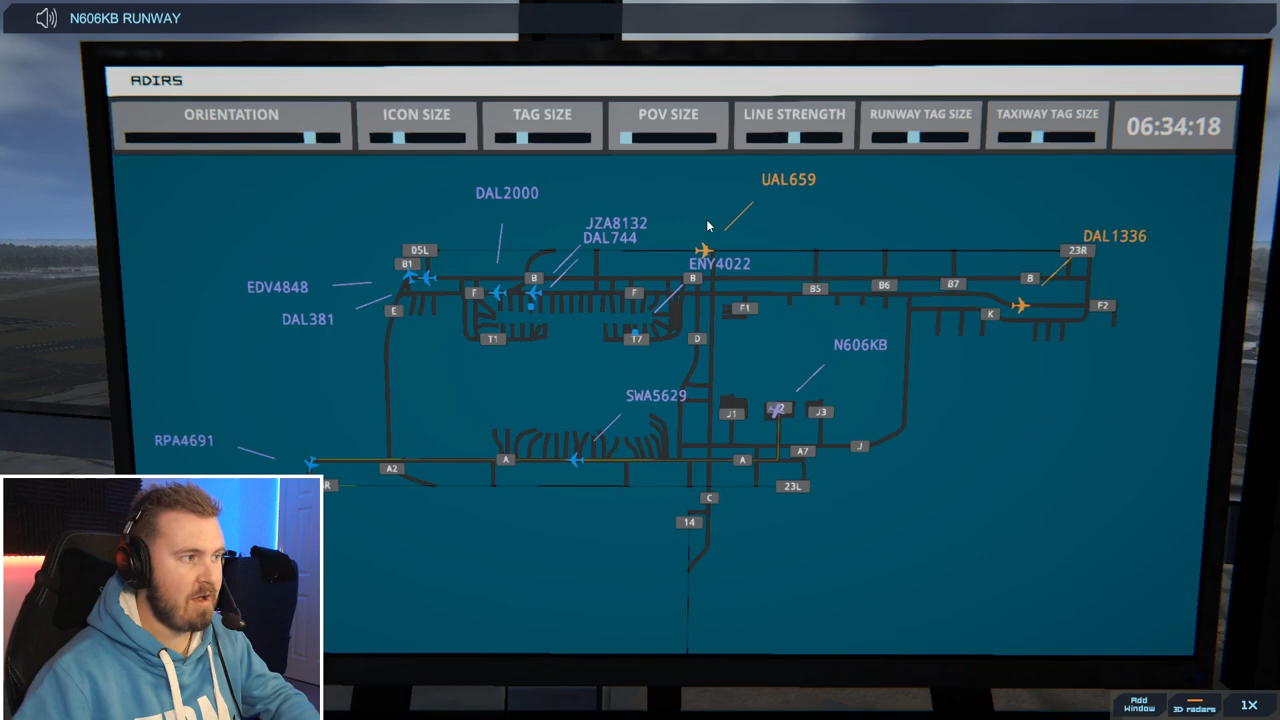 N606KB RUNWAY
ADIRS
ORIENTATION
ICON SIZE
TAG SIZE
POV SIZE
LINE STRENGTH
RUNWAY TAG SIZE
TAXIWAY TAG SIZE
06:34:18
UAL659
DAL2000
JZA8132
DAL744
DAL1336
05L
23R
B1
ENY4022
B
B
B
EDV4848
B5
B6
B7
F
F
DAL381
E
F1
K
F2
T1
T7
D
N606KB
SWA5629
J1
J3
RPA4691
A2
A
A
A7
J
R
23L
C
14
Add
Window
3D radars
1X